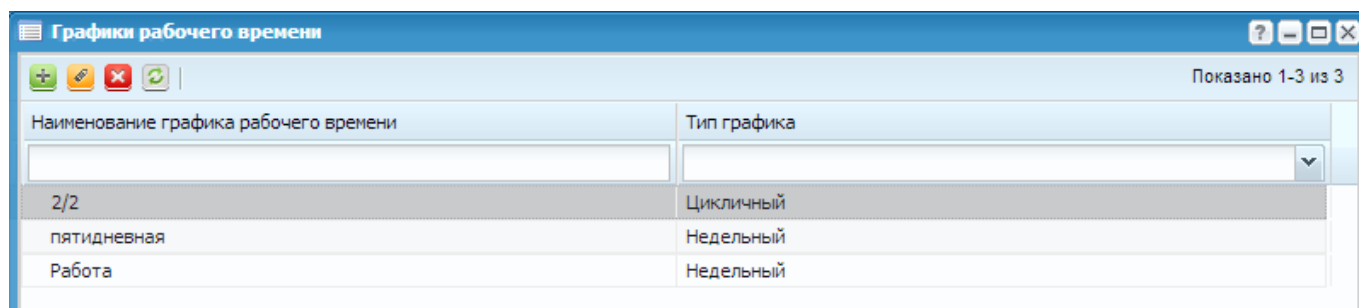 Графики рабочего времени
Показано 1-3 из 3
Наименование графика рабочего времени Тип графика
2/2 Цикличный
пятидневная Недельный
Работа Недельный